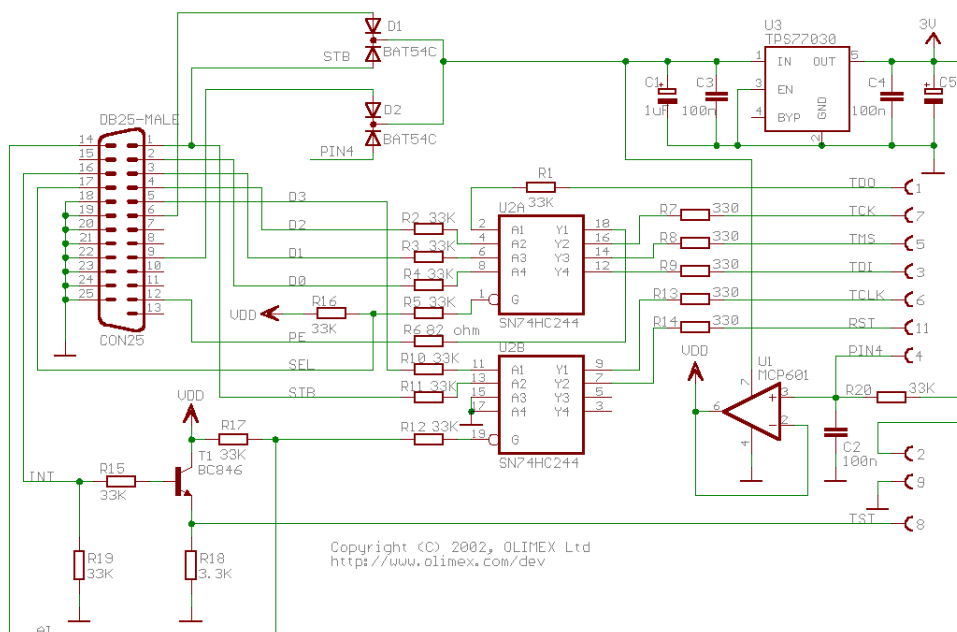 D1
BAT54C
STB
D2
BAT54C
PIN4
U3
TPS77030
1 IN OUT 5
3 EN
4 BYP
GND
2
3V
C1
1uF
C3
100n
C4
100n
C5
DB25-MALE
14 1
15 2
16 3
17 4
18 5
19 6
20 7
21 8
22 9
23 10
24 11
25 12
13
CON25
D3
D2
D1
D0
R1
33K
U2A
2 A1 Y1 18
4 A2 Y2 16
6 A3 Y3 14
8 A4 Y4 12
1 G
SN74HC244
R2 33K
R3 33K
R4 33K
R5 33K
R6 82 ohm
R10 33K
R11 33K
R12 33K
VDD
R16
33K
PE
SEL
STB
U2B
11 A1 Y1 9
13 A2 Y2 7
15 A3 Y3 5
17 A4 Y4 3
19 G
SN74HC244
R7 330
R8 330
R9 330
R13 330
R14 330
TDO 1
TCK 7
TMS 5
TDI 3
TCLK 6
RST 11
PIN4 4
VDD
U1
MCP601
7
3 +
2 -
6
4
R20 33K
C2
100n
2
9
TST 8
VDD
R17
33K
T1
BC846
INT
R15
33K
R19
33K
R18
3.3K
Copyright (C) 2002, OLIMEX Ltd
http://www.olimex.com/dev